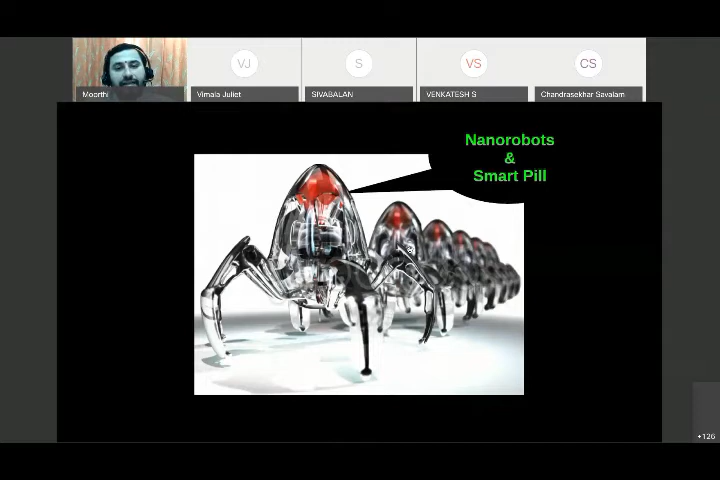 VJ
S
VS
CS
Moorthi
Vimala Juliet
SIVABALAN
VENKATESH S
Chandrasekhar Savalam
Nanorobots
&
Smart Pill
+126